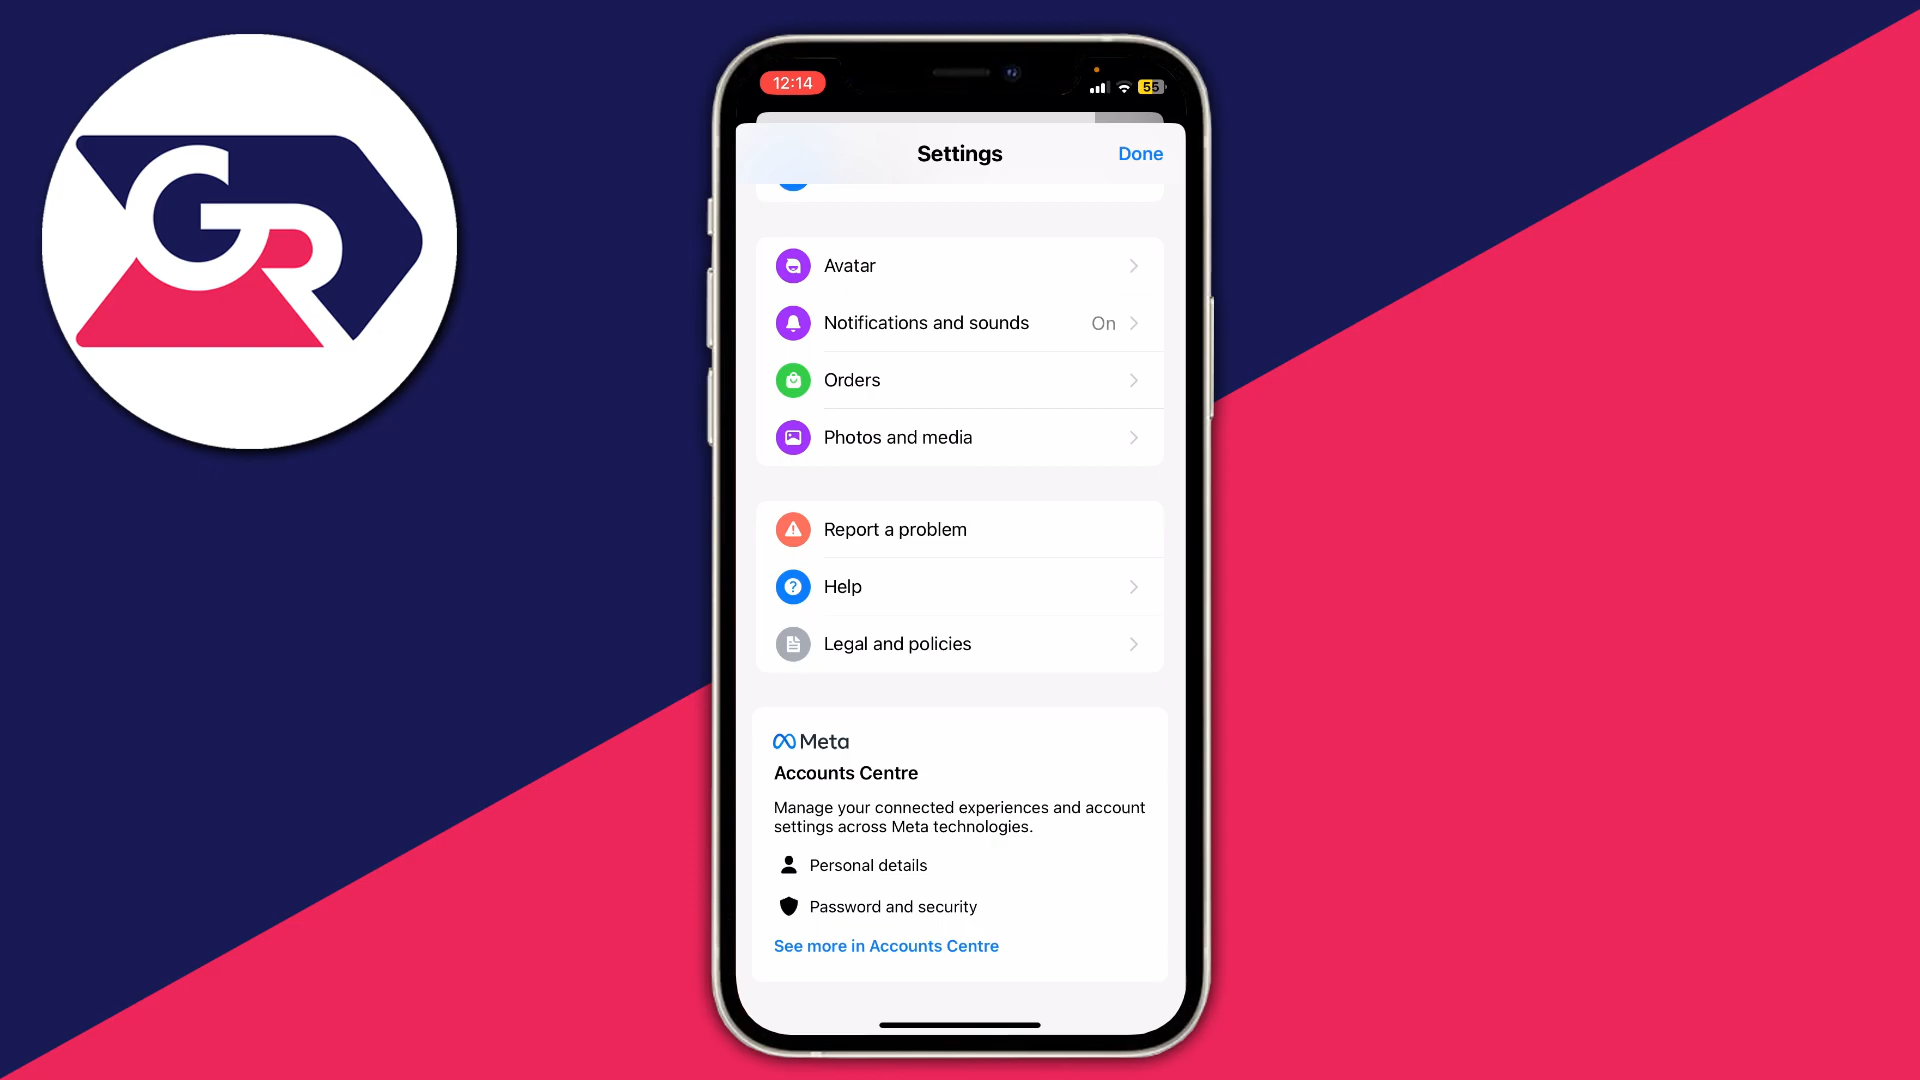 GR
12:14
55
Settings
Done
Avatar
Notifications and sounds On
Orders
Photos and media
Report a problem
Help
Legal and policies
Meta
Accounts Centre
Manage your connected experiences and account
settings across Meta technologies.
Personal details
Password and security
See more in Accounts Centre